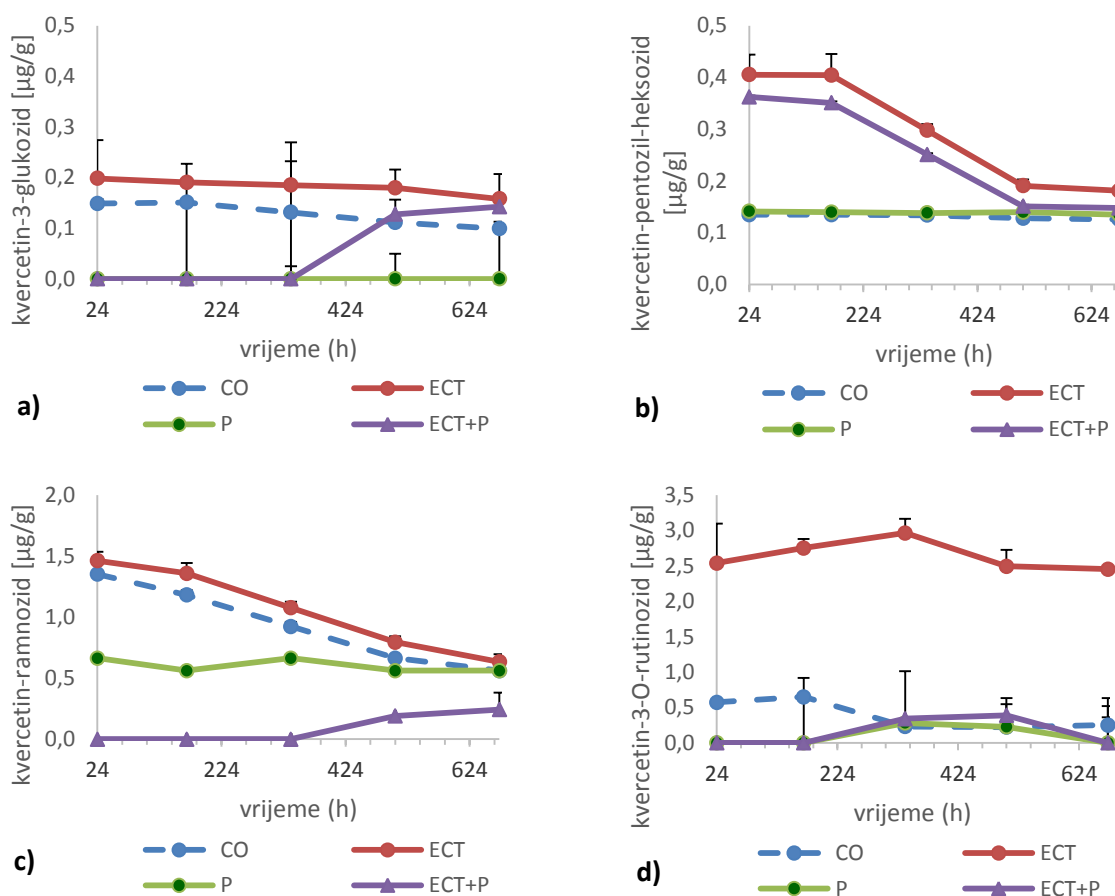 kvercetin-3-glukozid [µg/g]
0,5
0,4
0,3
0,2
0,1
0,0
24 224 424 624
vrijeme (h)
CO ECT
P ECT+P
a)
kvercetin-pentozil-heksozid
[µg/g]
0,5
0,4
0,3
0,2
0,1
0,0
24 224 424 624
vrijeme (h)
CO ECT
P ECT+P
b)
kvercetin-ramnozid [µg/g]
2,0
1,5
1,0
0,5
0,0
24 224 424 624
vrijeme (h)
CO ECT
P ECT+P
c)
kvercetin-3-O-rutinozid [µg/g]
3,5
3,0
2,5
2,0
1,5
1,0
0,5
0,0
24 224 424 624
vrijeme (h)
CO ECT
P ECT+P
d)